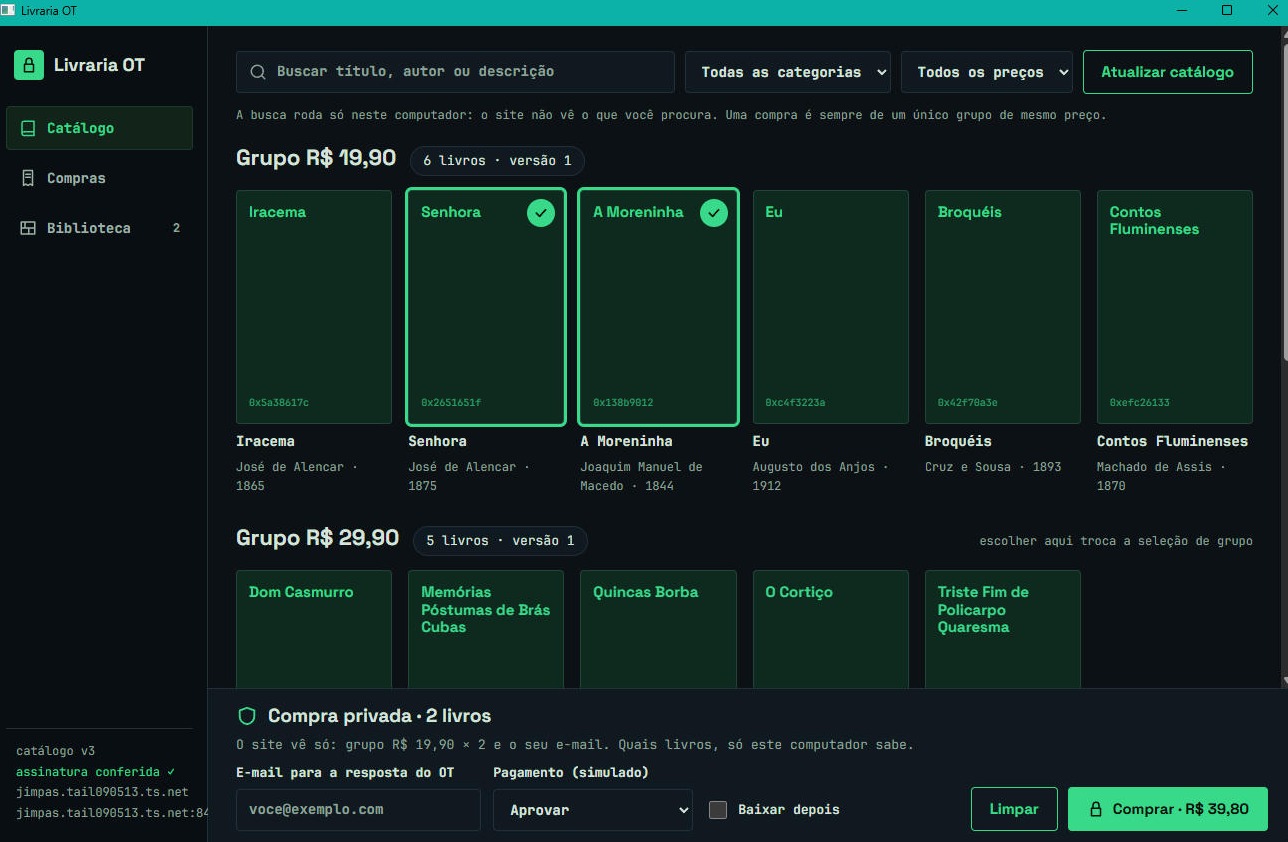 Livraria OT
Livraria OT
Catálogo
Compras
Biblioteca 2
catálogo v3
assinatura conferida ✓
jimpas.tail090513.ts.net
jimpas.tail090513.ts.net:84
Buscar título, autor ou descrição
Todas as categorias
Todos os preços
Atualizar catálogo
A busca roda só neste computador: o site não vê o que você procura. Uma compra é sempre de um único grupo de mesmo preço.
Grupo R$ 19,90 6 livros · versão 1
Iracema
0x5a38617c
Iracema
José de Alencar ·
1865
Senhora
0x2651651f
Senhora
José de Alencar ·
1875
A Moreninha
0x138b9012
A Moreninha
Joaquim Manuel de
Macedo · 1844
Eu
0xc4f3223a
Eu
Augusto dos Anjos ·
1912
Broquéis
0x42f70a3e
Broquéis
Cruz e Sousa · 1893
Contos
Fluminenses
0xefc26133
Contos Fluminenses
Machado de Assis ·
1870
Grupo R$ 29,90 5 livros · versão 1
escolher aqui troca a seleção de grupo
Dom Casmurro
Memórias
Póstumas de Brás
Cubas
Quincas Borba
O Cortiço
Triste Fim de
Policarpo
Quaresma
Compra privada · 2 livros
O site vê só: grupo R$ 19,90 × 2 e o seu e-mail. Quais livros, só este computador sabe.
E-mail para a resposta do OT
voce@exemplo.com
Pagamento (simulado)
Aprovar
Baixar depois
Limpar
Comprar · R$ 39,80